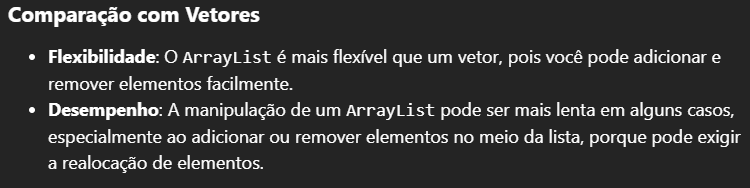 Comparação com Vetores
• Flexibilidade: O ArrayList é mais flexível que um vetor, pois você pode adicionar e
remover elementos facilmente.
• Desempenho: A manipulação de um ArrayList pode ser mais lenta em alguns casos,
especialmente ao adicionar ou remover elementos no meio da lista, porque pode exigir
a realocação de elementos.